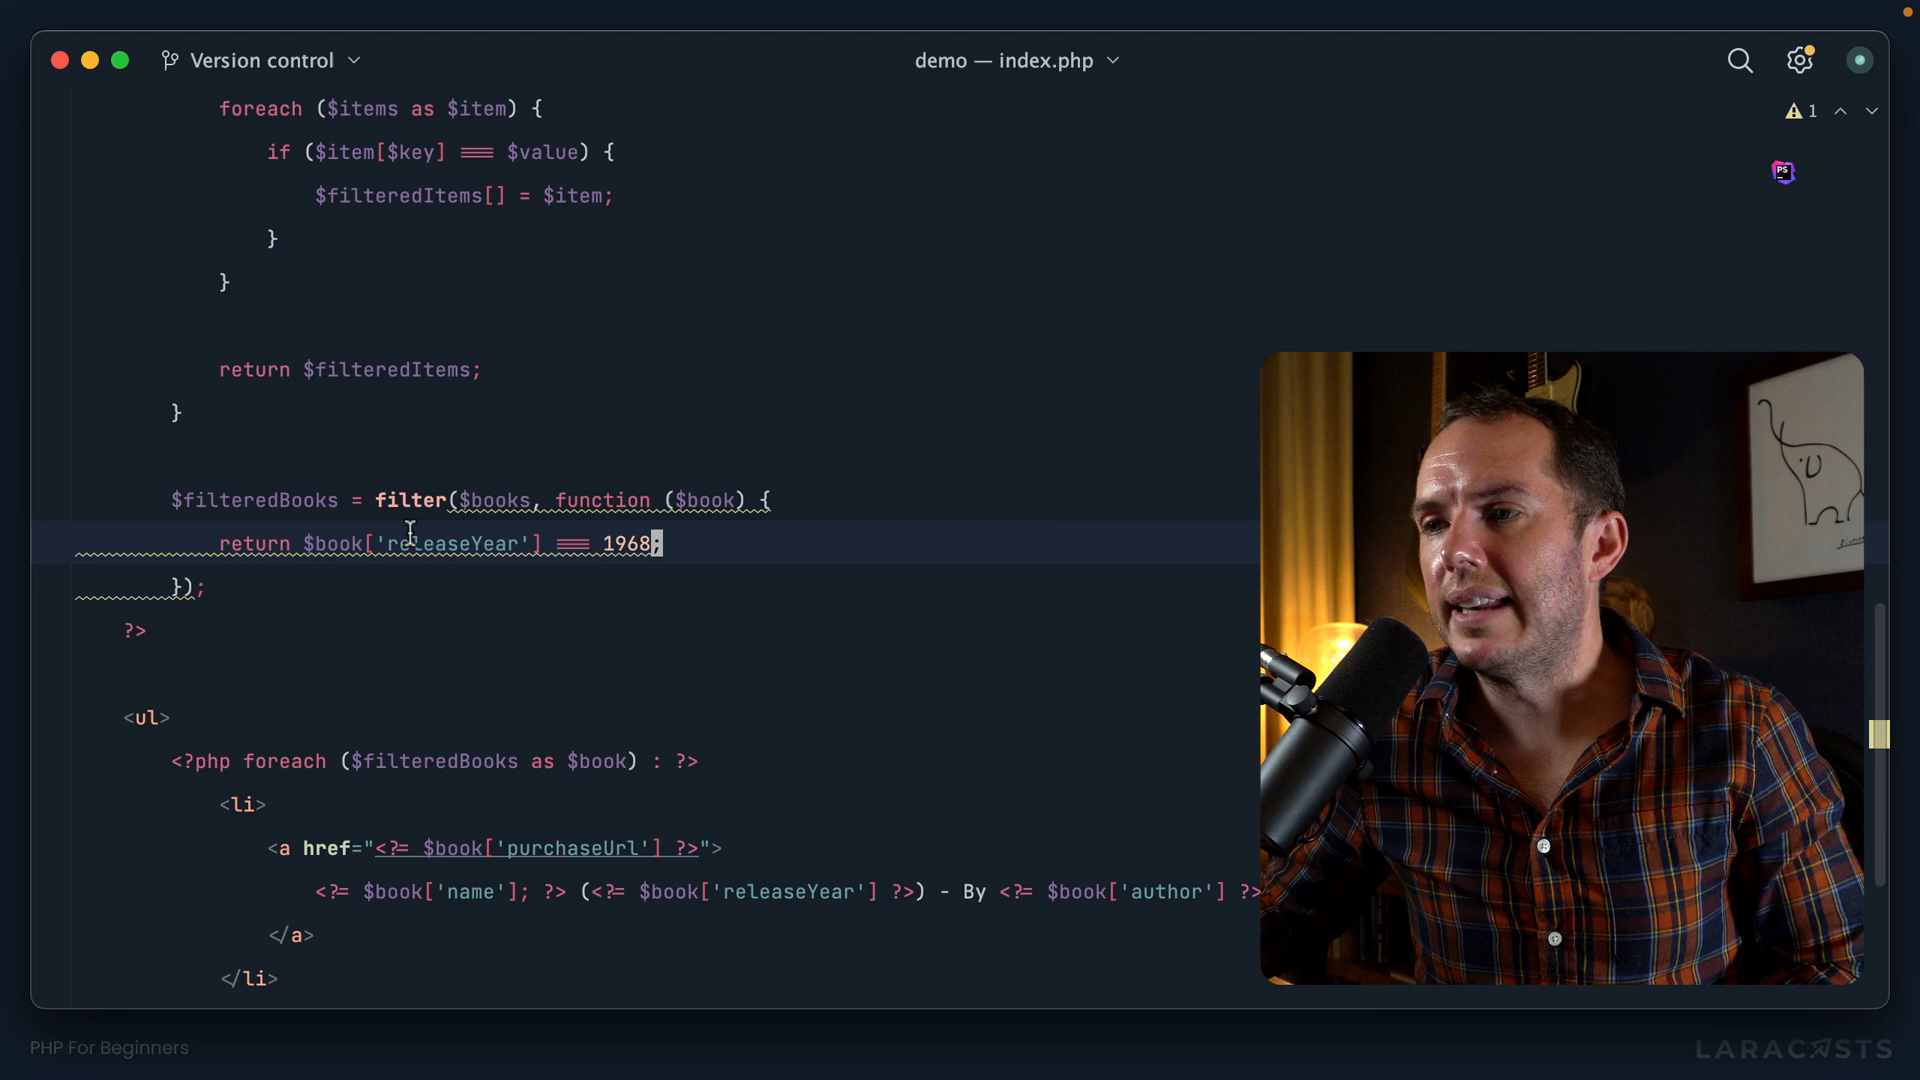 Version control
demo — index.php
foreach ($items as $item) {
1
if ($item[$key] === $value) {
PS
$filteredItems[] = $item;
}
}
return $filteredItems;
}
$filteredBooks = filter($books, function ($book) {
return $book['releaseYear'] === 1968;
});
?>
<ul>
<?php foreach ($filteredBooks as $book) : ?>
<li>
<a href="<?= $book['purchaseUrl'] ?>">
<?= $book['name']; ?> (<?= $book['releaseYear'] ?>) - By <?= $book['author'] ?>
</a>
</li>
PHP For Beginners
LARACASTS